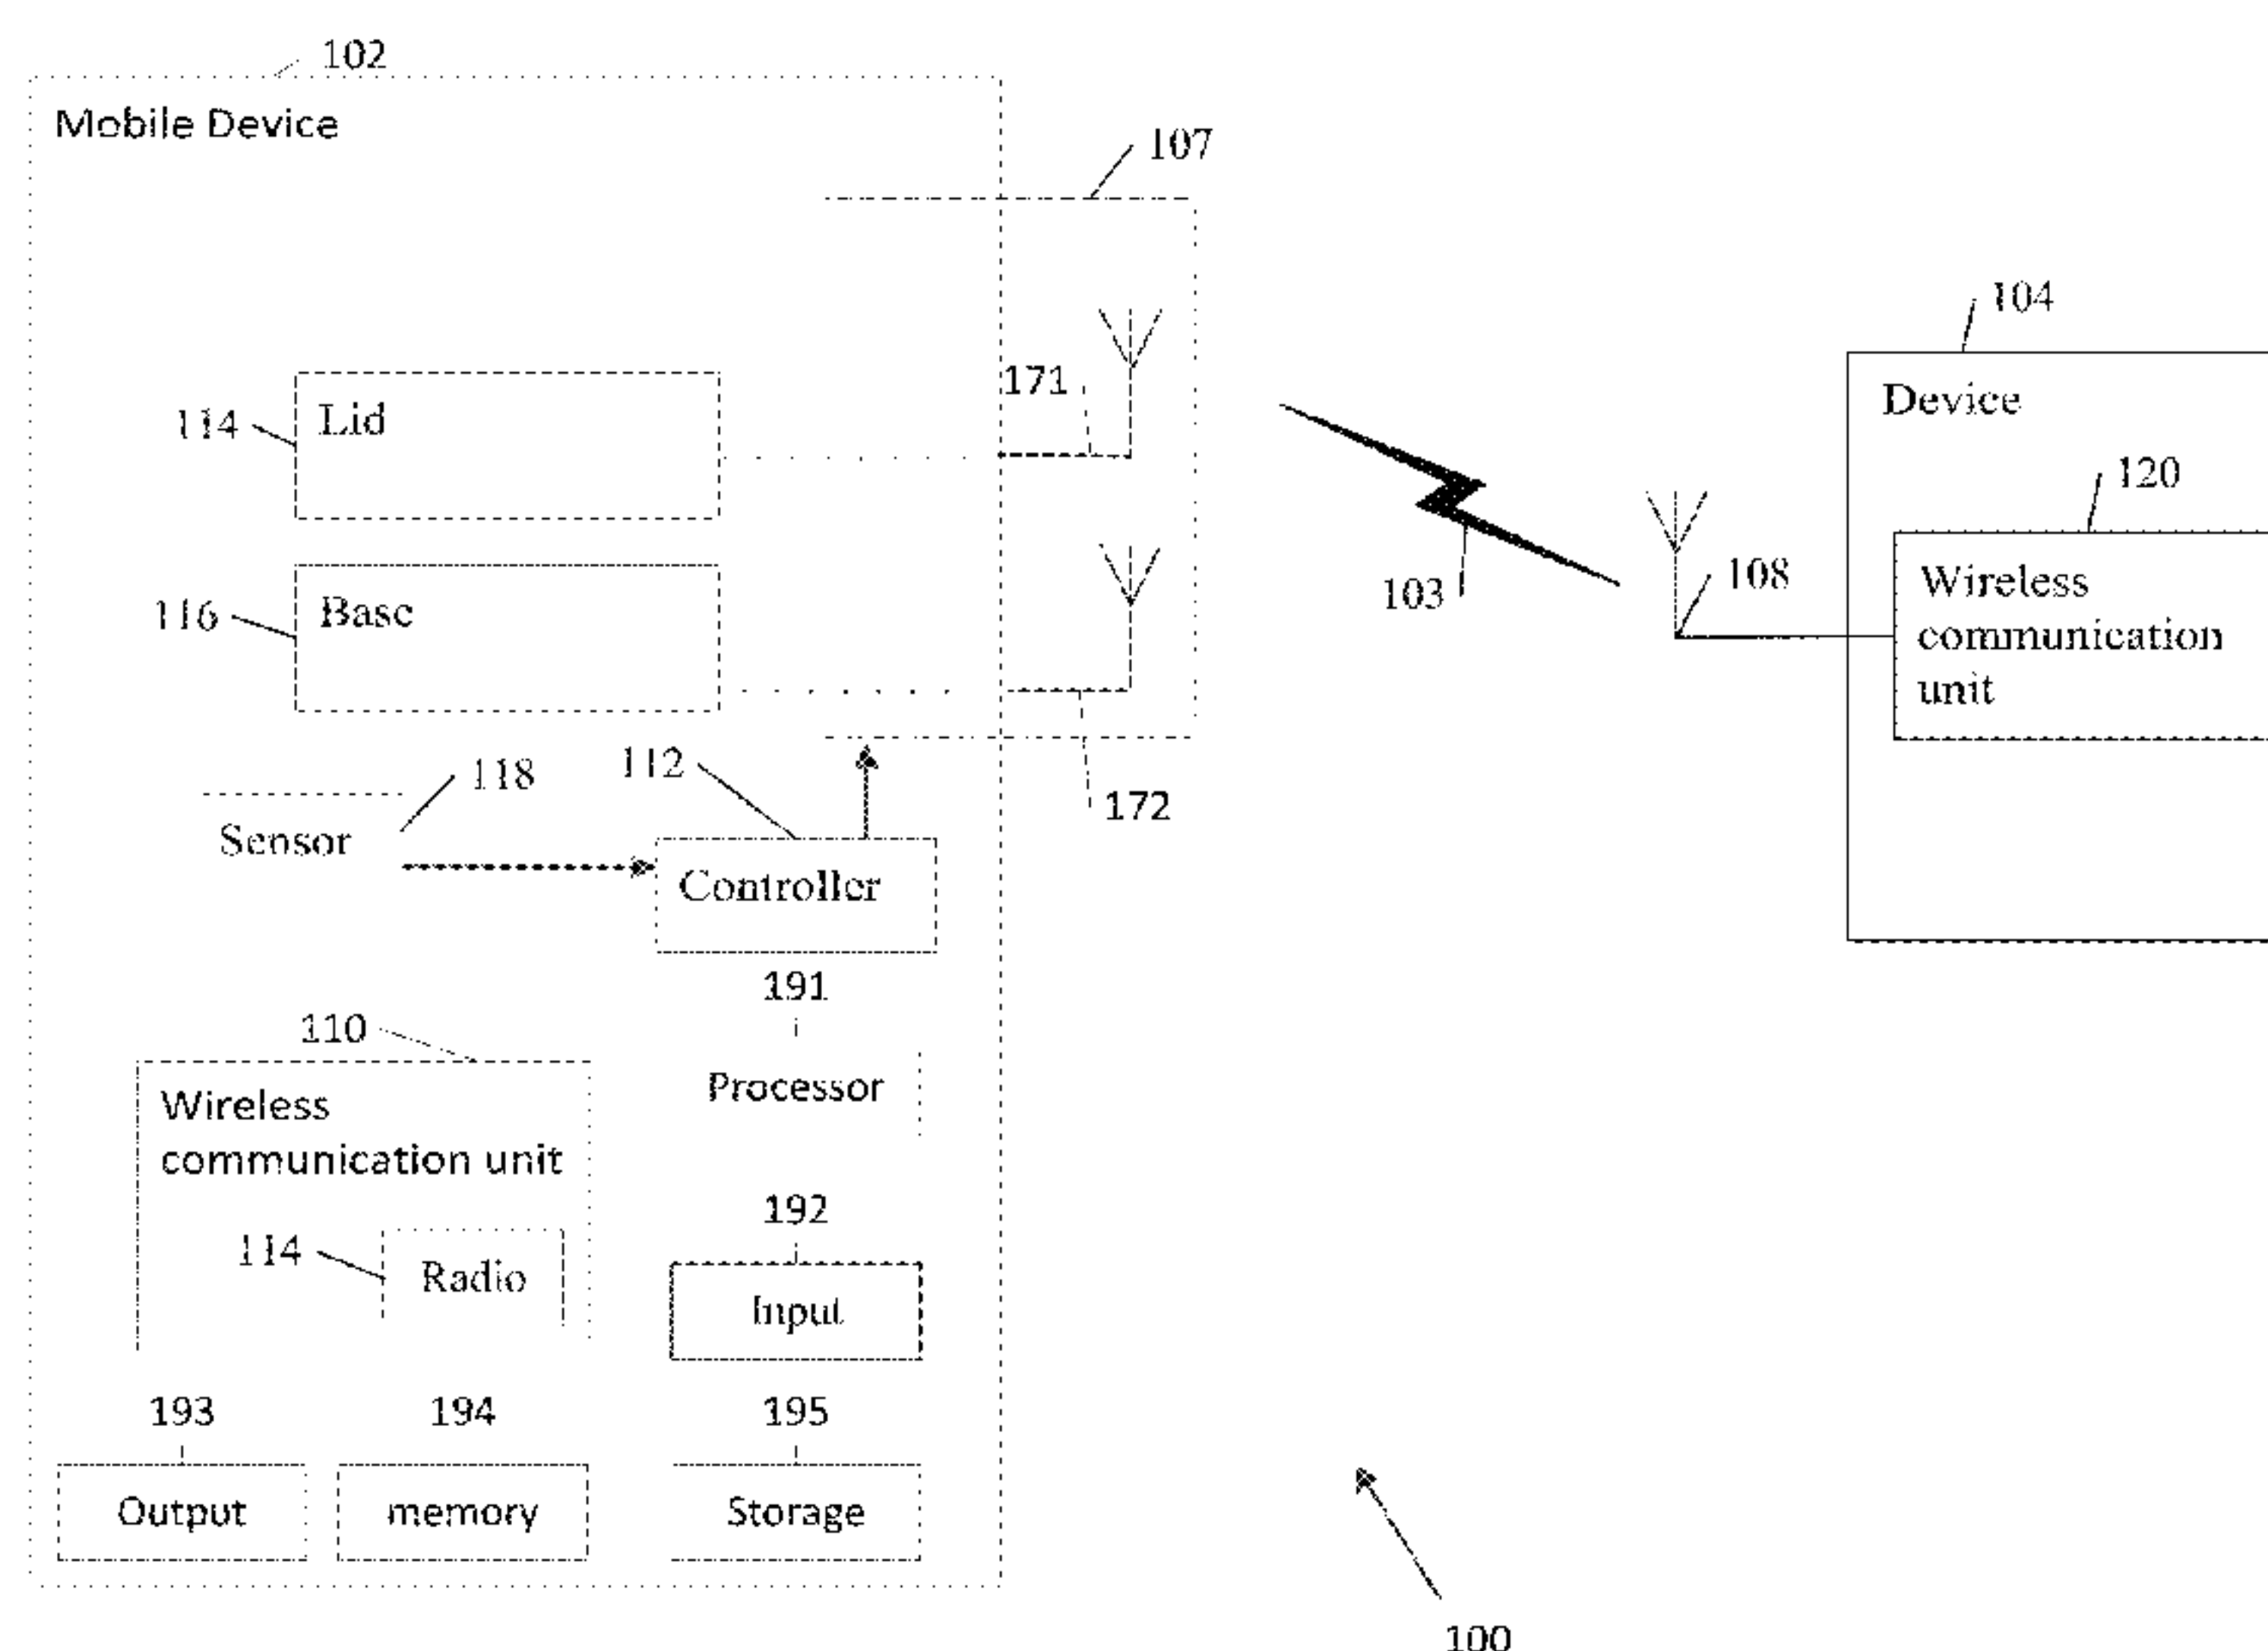 102
Mobile Device
107
104
Device
171
114
Lid
120
108
Wireless
communication
unit
103
116
Base
118
112
172
Sensor
Controller
191
110
Processor
Wireless
communication unit
192
114
Radio
Input
193
194
195
Output
memory
Storage
100